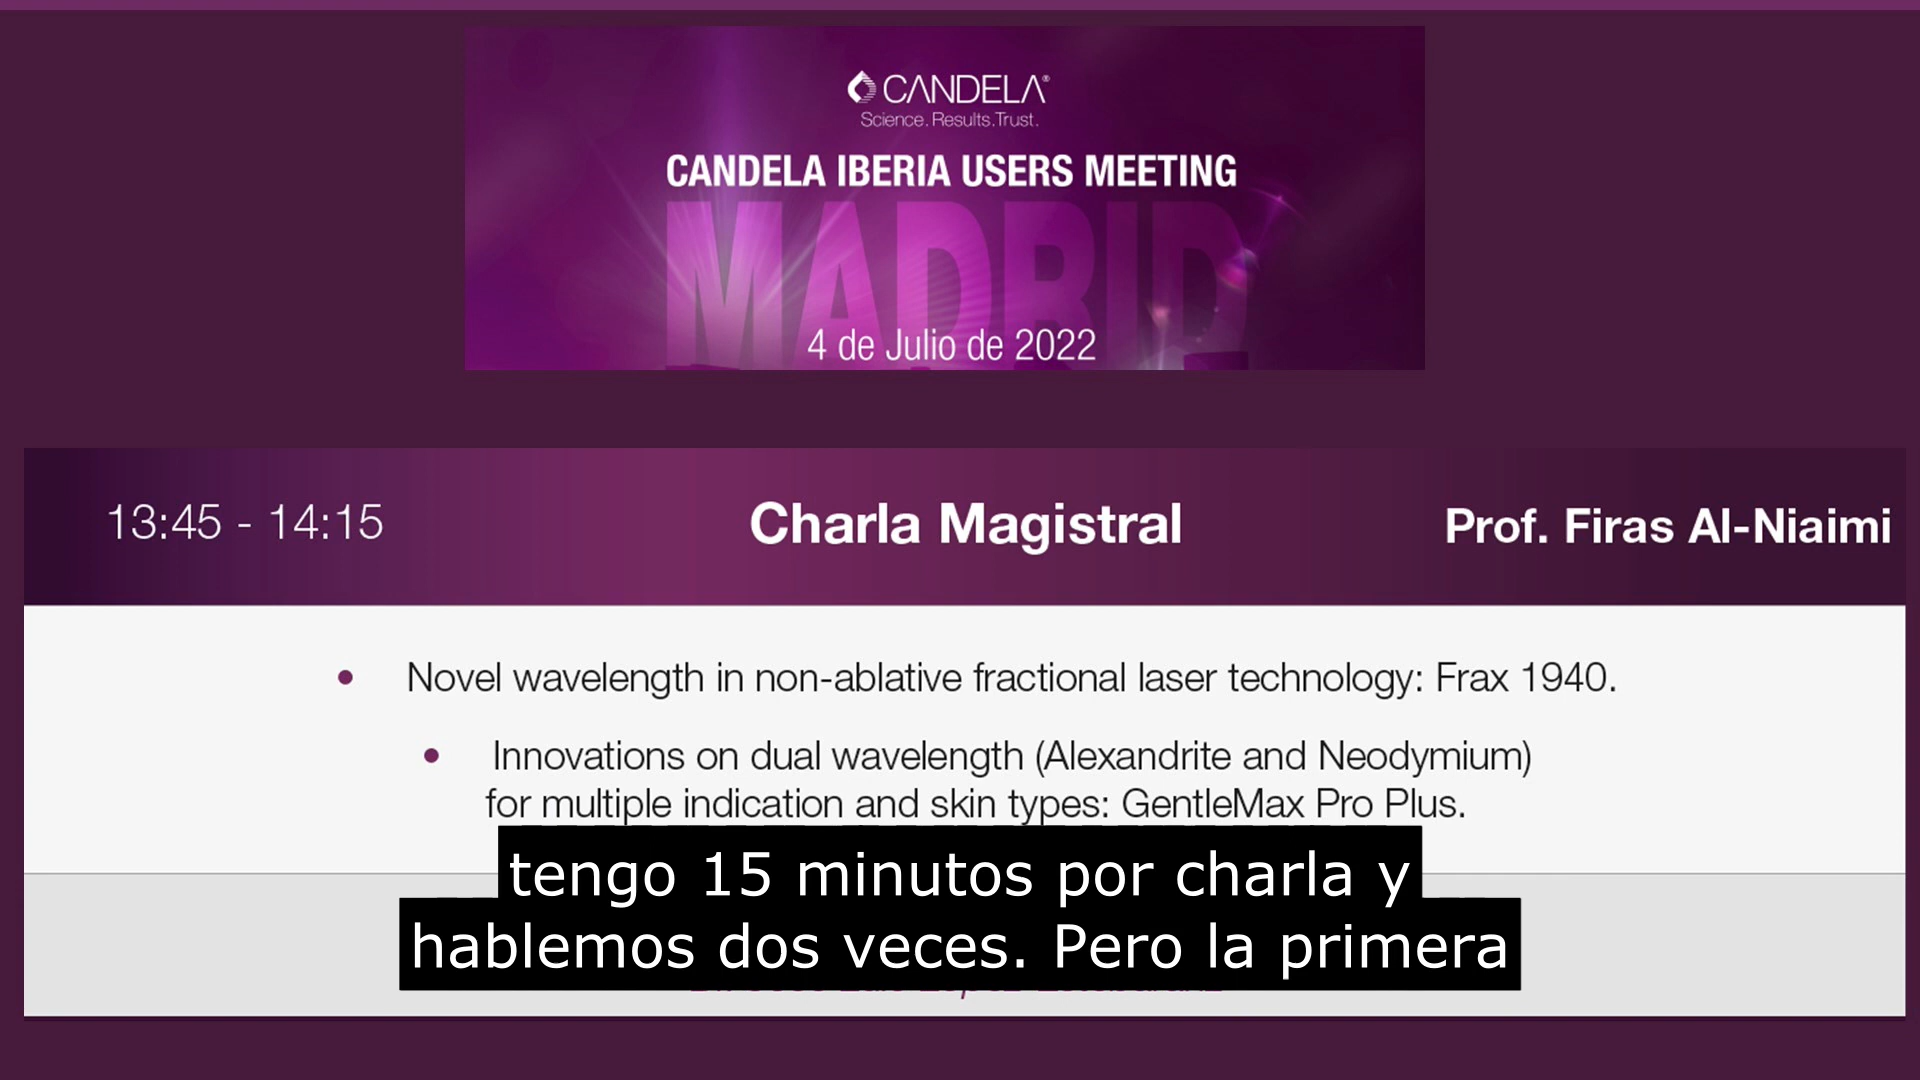 CANDELA®
Science. Results. Trust.
CANDELA IBERIA USERS MEETING
MADRID
4 de Julio de 2022
13:45 - 14:15
Charla Magistral
Prof. Firas Al-Niaimi
• Novel wavelength in non-ablative fractional laser technology: Frax 1940.
• Innovations on dual wavelength (Alexandrite and Neodymium)
for multiple indication and skin types: GentleMax Pro Plus.
tengo 15 minutos por charla y
hablemos dos veces. Pero la primera